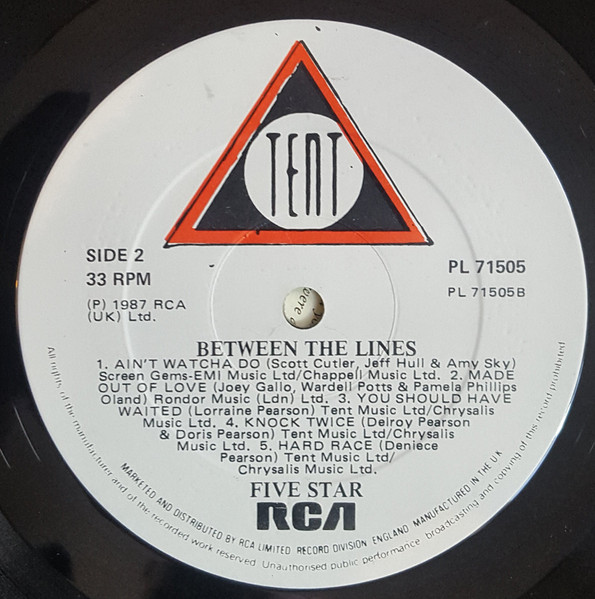 TENT
SIDE 2
33 RPM
PL 71505
PL 71505B
(P) 1987 RCA
(UK) Ltd.
were
BETWEEN THE LINES
1. AIN'T WATCHA DO (Scott Cutler, Jeff Hull & Amy Sky)
Screen Gems-EMI Music Ltd/Chappell Music Ltd. 2. MADE
OUT OF LOVE (Joey Gallo, Wardell Potts & Pamela Phillips
Oland) Rondor Music (Ldn) Ltd. 3. YOU SHOULD HAVE
WAITED (Lorraine Pearson) Tent Music Ltd/Chrysalis
Music Ltd. 4. KNOCK TWICE (Delroy Pearson
& Doris Pearson) Tent Music Ltd/Chrysalis
Music Ltd. 5. HARD RACE (Deniece
Pearson) Tent Music Ltd/
Chrysalis Music Ltd.
FIVE STAR
RCA
MARKETED AND DISTRIBUTED BY RCA LIMITED. RECORD DIVISION, ENGLAND. MANUFACTURED IN THE U.K.
All rights of the manufacturer and of the recorded work reserved. Unauthorised public performance, broadcasting and copying of this record prohibited.